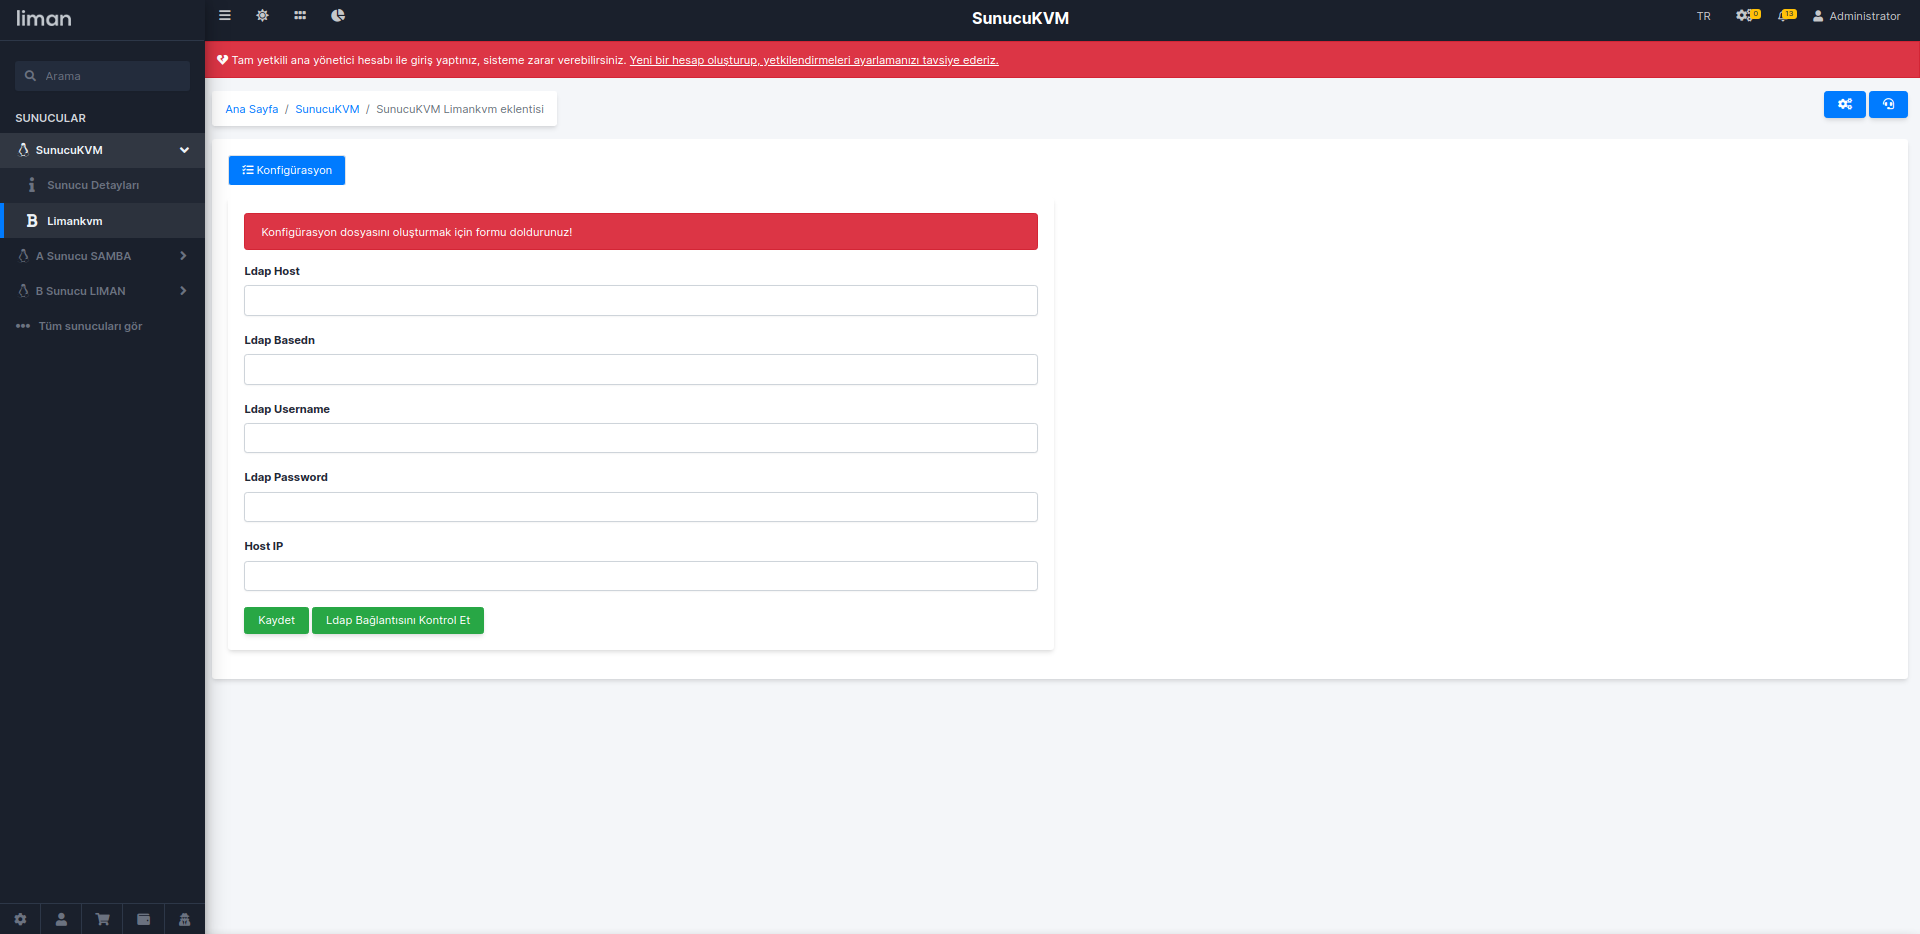 liman
SunucuKVM
TR
0
13
Administrator
Tam yetkili ana yönetici hesabı ile giriş yaptınız, sisteme zarar verebilirsiniz. Yeni bir hesap oluşturup, yetkilendirmeleri ayarlamanızı tavsiye ederiz.
Arama
SUNUCULAR
SunucuKVM
Sunucu Detayları
Limankvm
A Sunucu SAMBA
B Sunucu LIMAN
Tüm sunucuları gör
Ana Sayfa / SunucuKVM / SunucuKVM Limankvm eklentisi
Konfigürasyon
Konfigürasyon dosyasını oluşturmak için formu doldurunuz!
Ldap Host
Ldap Basedn
Ldap Username
Ldap Password
Host IP
Kaydet
Ldap Bağlantısını Kontrol Et